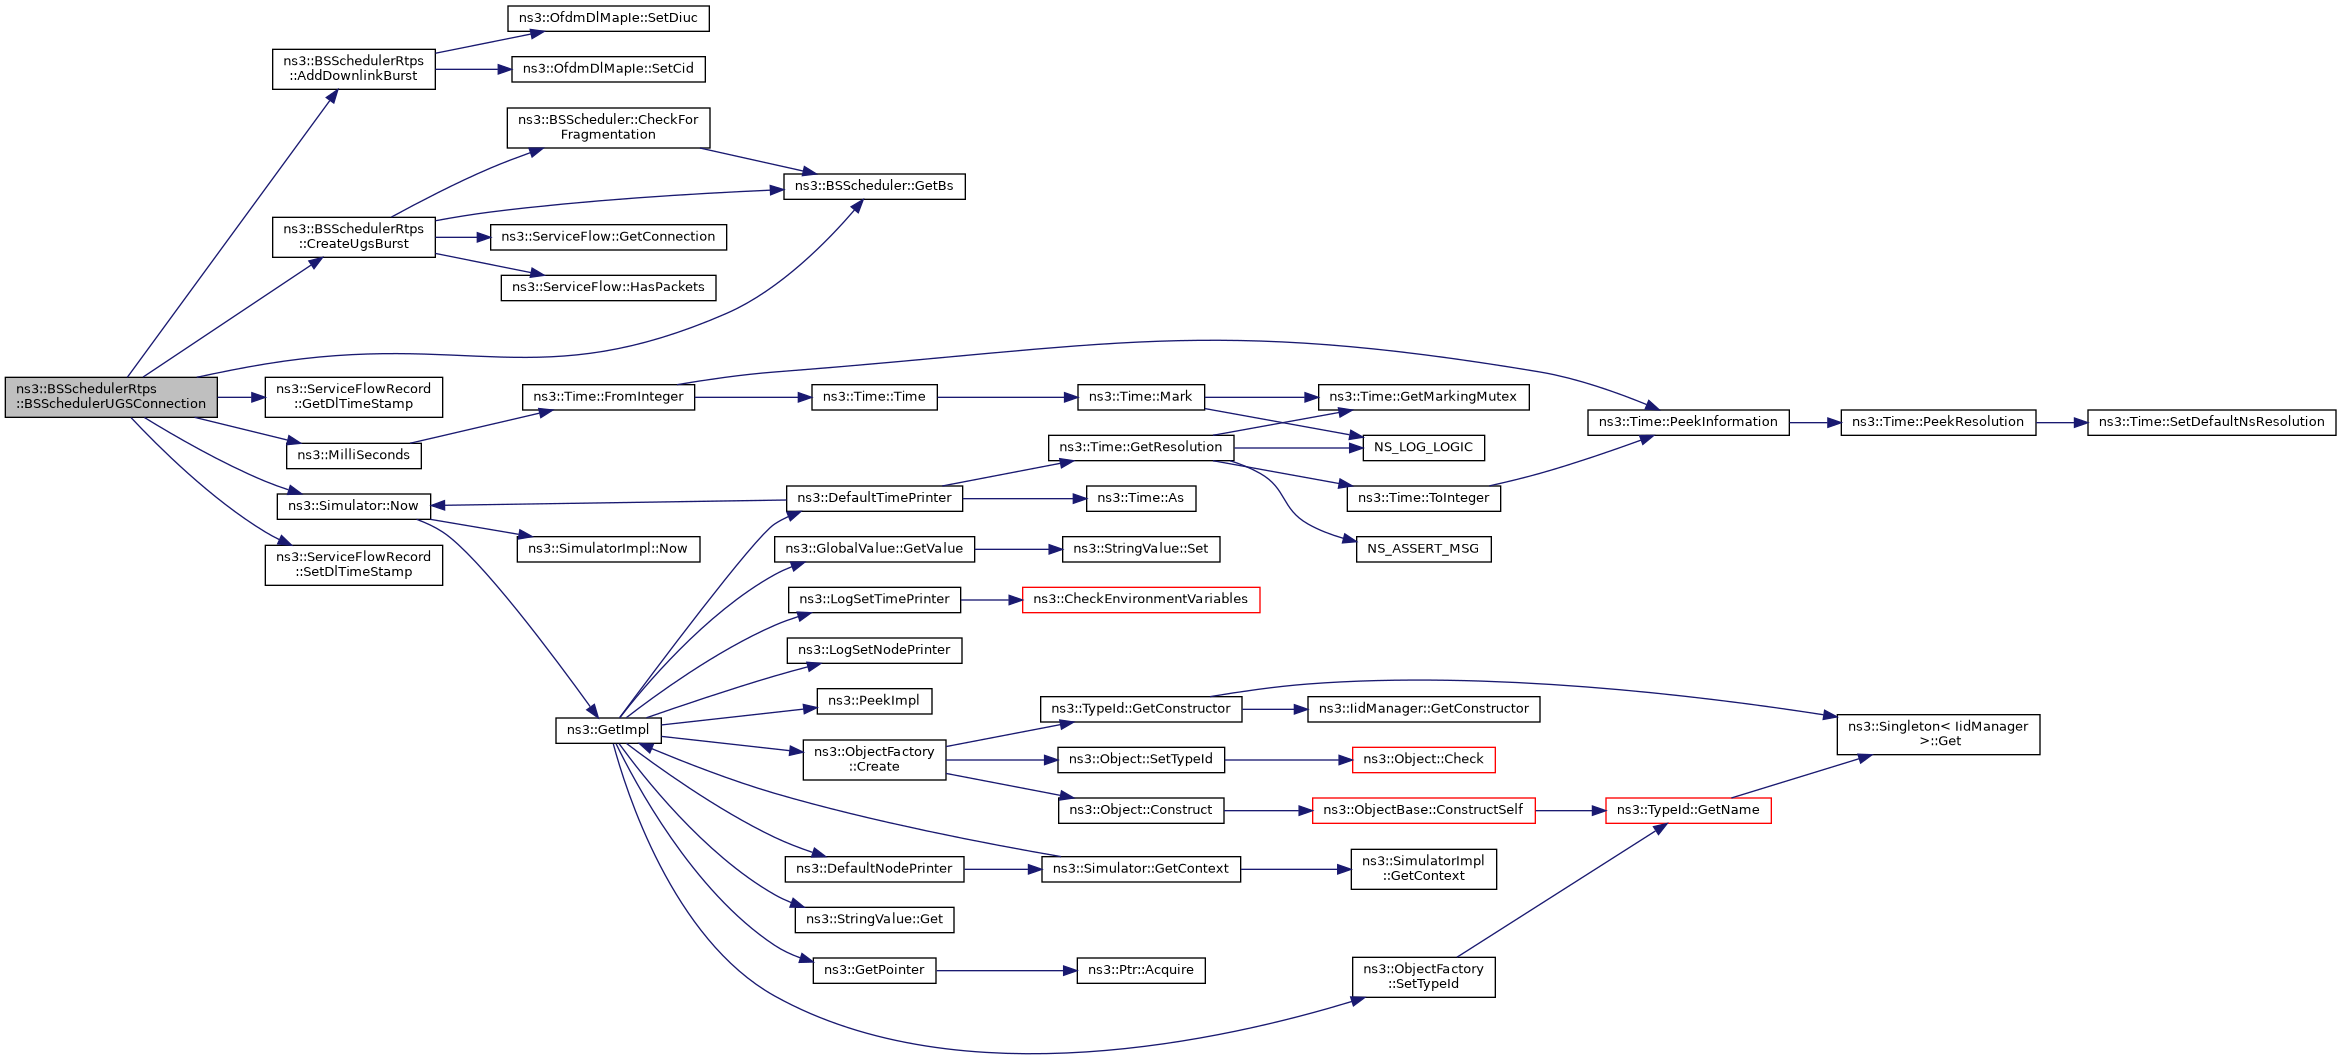 ns3::OfdmDlMapIe::SetDiuc
ns3::BSSchedulerRtps
::AddDownlinkBurst
ns3::OfdmDlMapIe::SetCid
ns3::BSScheduler::CheckFor
Fragmentation
ns3::BSScheduler::GetBs
ns3::BSSchedulerRtps
::CreateUgsBurst
ns3::ServiceFlow::GetConnection
ns3::ServiceFlow::HasPackets
ns3::BSSchedulerRtps
::BSSchedulerUGSConnection
ns3::ServiceFlowRecord
::GetDlTimeStamp
ns3::MilliSeconds
ns3::Simulator::Now
ns3::ServiceFlowRecord
::SetDlTimeStamp
ns3::Time::FromInteger
ns3::Time::Time
ns3::Time::Mark
ns3::Time::GetMarkingMutex
ns3::Time::PeekInformation
ns3::Time::PeekResolution
ns3::Time::SetDefaultNsResolution
ns3::Time::GetResolution
NS_LOG_LOGIC
ns3::DefaultTimePrinter
ns3::Time::As
ns3::Time::ToInteger
ns3::SimulatorImpl::Now
ns3::GlobalValue::GetValue
ns3::StringValue::Set
NS_ASSERT_MSG
ns3::LogSetTimePrinter
ns3::CheckEnvironmentVariables
ns3::LogSetNodePrinter
ns3::PeekImpl
ns3::GetImpl
ns3::TypeId::GetConstructor
ns3::IidManager::GetConstructor
ns3::Singleton< IidManager
>::Get
ns3::ObjectFactory
::Create
ns3::Object::SetTypeId
ns3::Object::Check
ns3::Object::Construct
ns3::ObjectBase::ConstructSelf
ns3::TypeId::GetName
ns3::DefaultNodePrinter
ns3::Simulator::GetContext
ns3::SimulatorImpl
::GetContext
ns3::StringValue::Get
ns3::GetPointer
ns3::Ptr::Acquire
ns3::ObjectFactory
::SetTypeId